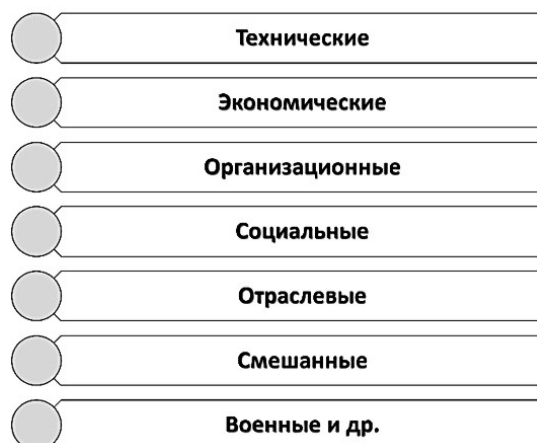 Технические
Экономические
Организационные
Социальные
Отраслевые
Смешанные
Военные и др.